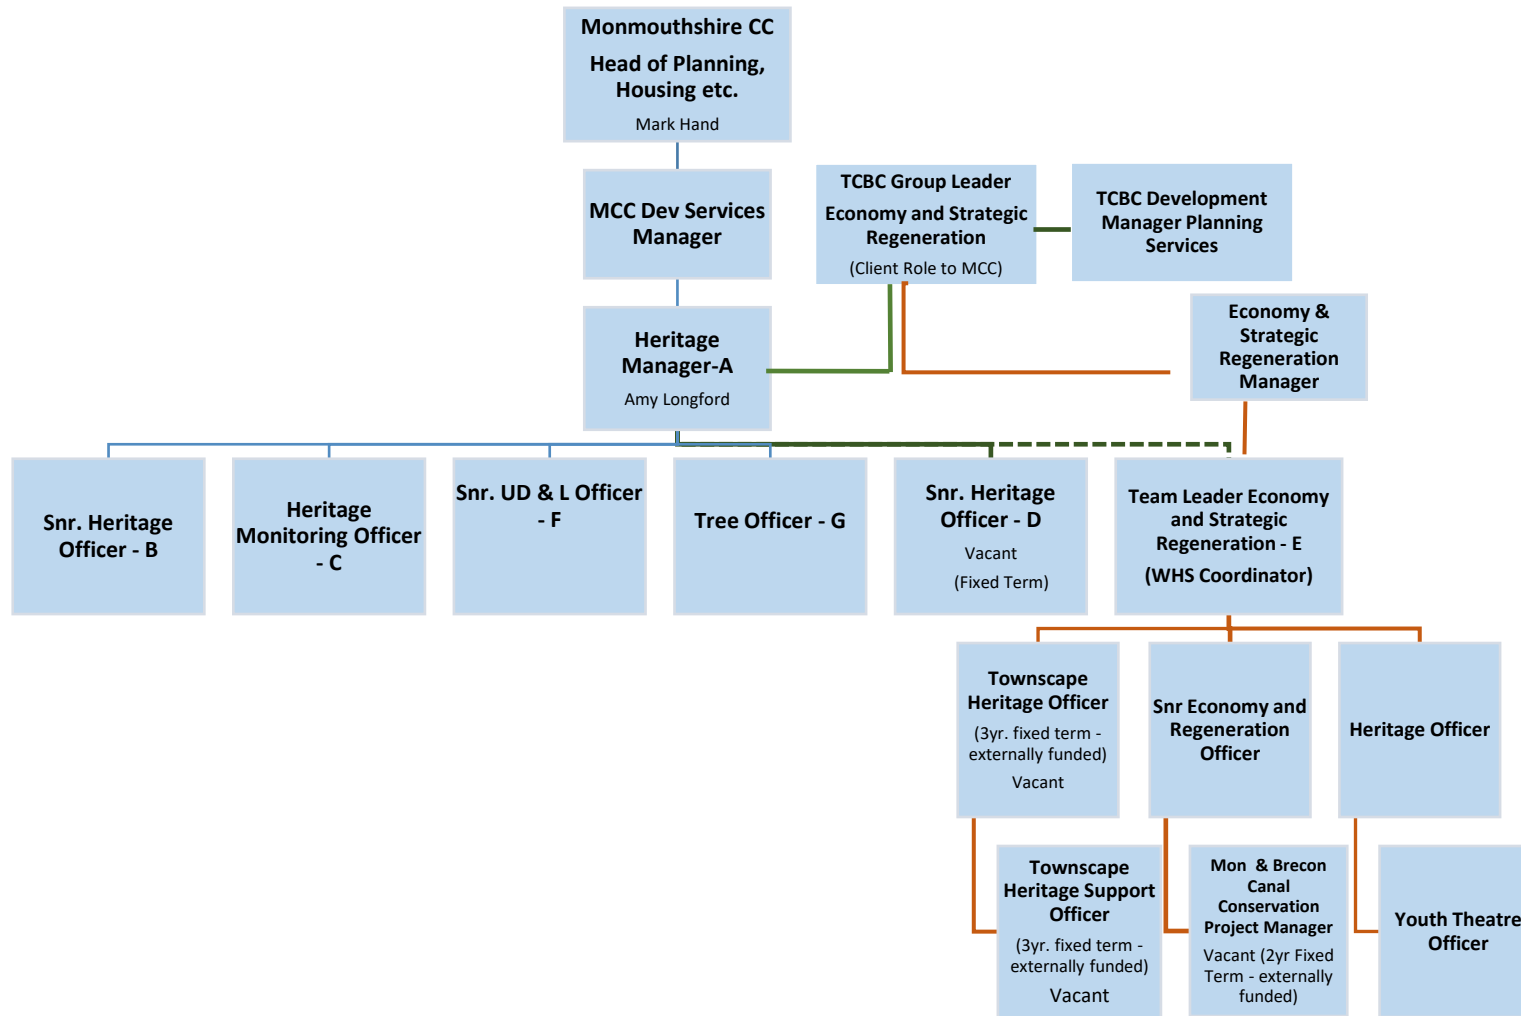 Monmouthshire CC
Head of Planning,
Housing etc.
Mark Hand
MCC Dev Services
Manager
TCBC Group Leader
Economy and Strategic
Regeneration
(Client Role to MCC)
TCBC Development
Manager Planning
Services
Heritage
Manager-A
Amy Longford
Economy &
Strategic
Regeneration
Manager
Snr. Heritage
Officer - B
Heritage
Monitoring Officer
- C
Snr. UD & L Officer
- F
Tree Officer - G
Snr. Heritage
Officer - D
Vacant
(Fixed Term)
Team Leader Economy
and Strategic
Regeneration - E
(WHS Coordinator)
Townscape
Heritage Officer
(3yr. fixed term -
externally funded)
Vacant
Snr Economy and
Regeneration
Officer
Heritage Officer
Townscape
Heritage Support
Officer
(3yr. fixed term -
externally funded)
Vacant
Mon & Brecon
Canal
Conservation
Project Manager
Vacant (2yr Fixed
Term - externally
funded)
Youth Theatre
Officer